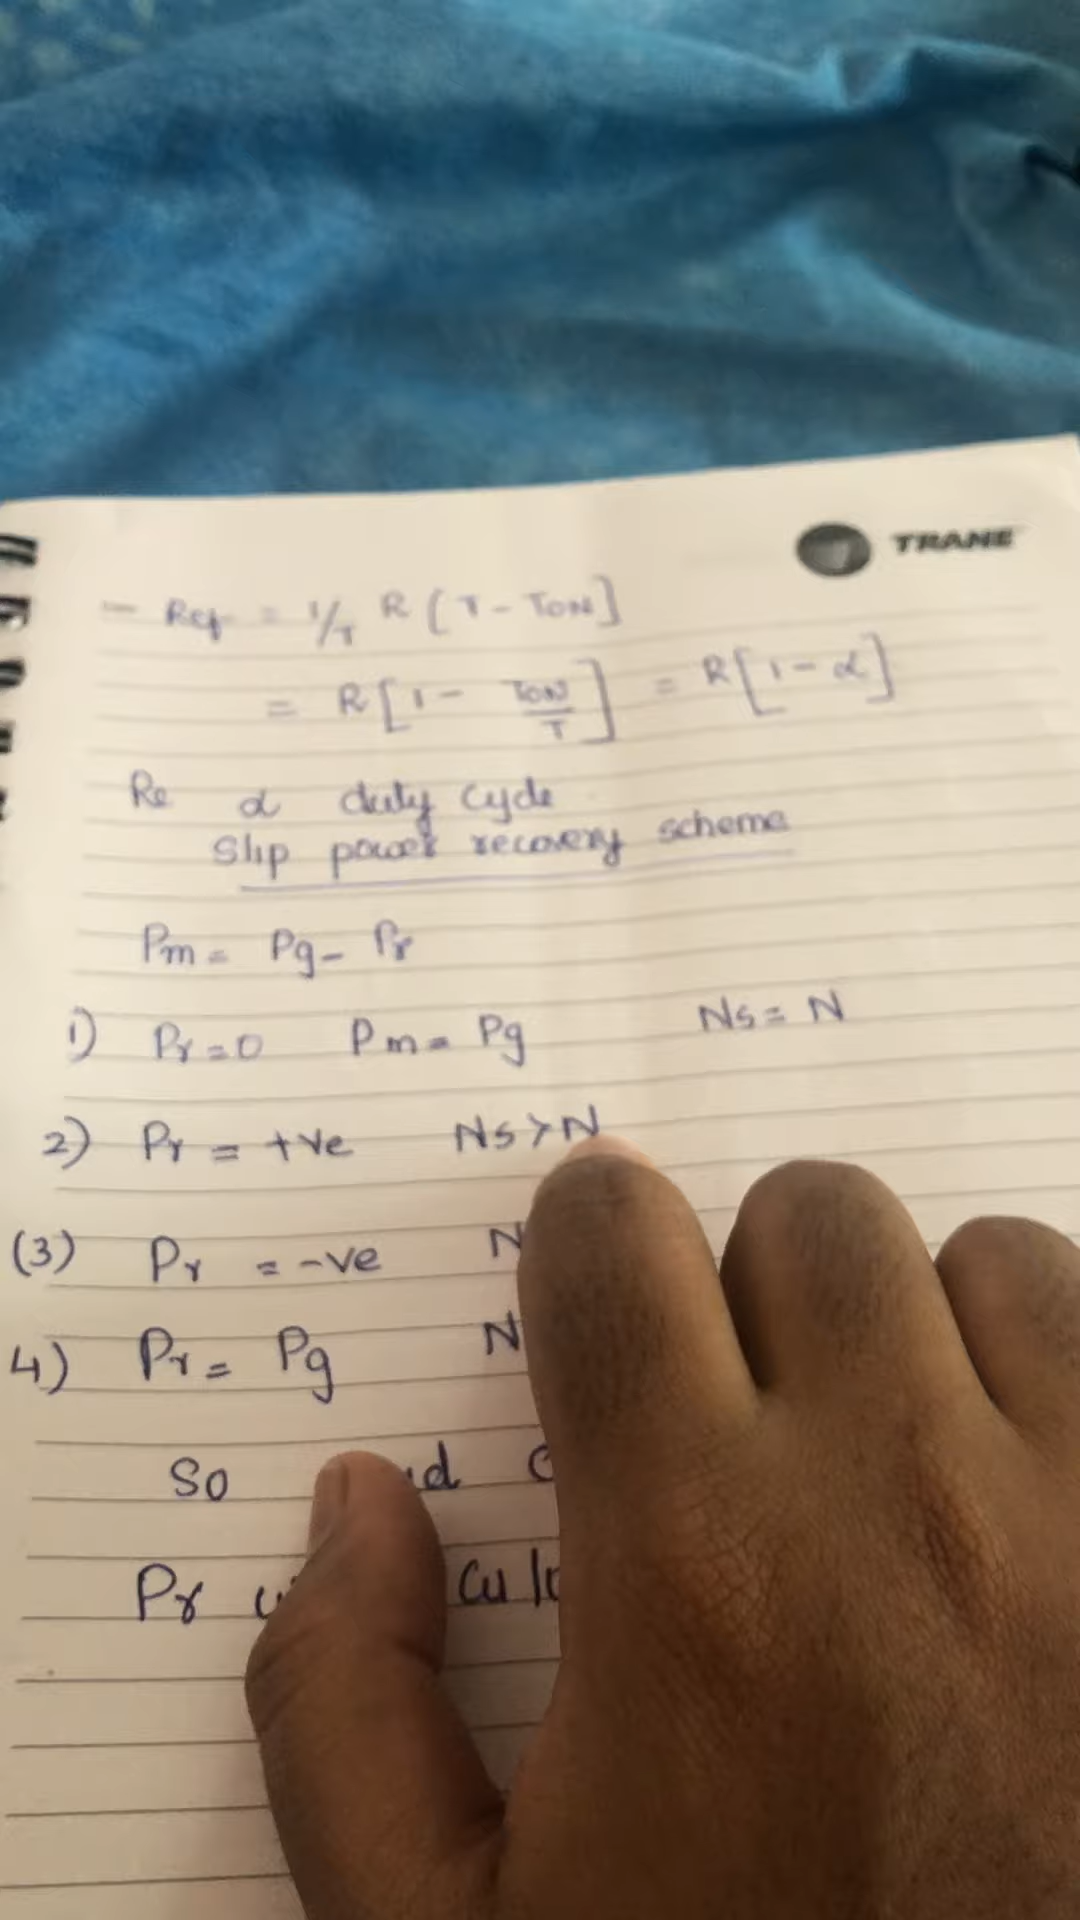 TRANE
- Ref = 1/T R [T - TON]
= R [1 - TON/T] = R [1 - α]
Re α duty cycle
Slip power recovery scheme
Pm = Pg - Pr
1) Pr = 0 Pm = Pg Ns = N
2) Pr = +ve Ns > N
(3) Pr = -ve N
4) Pr = Pg N
So
Pr